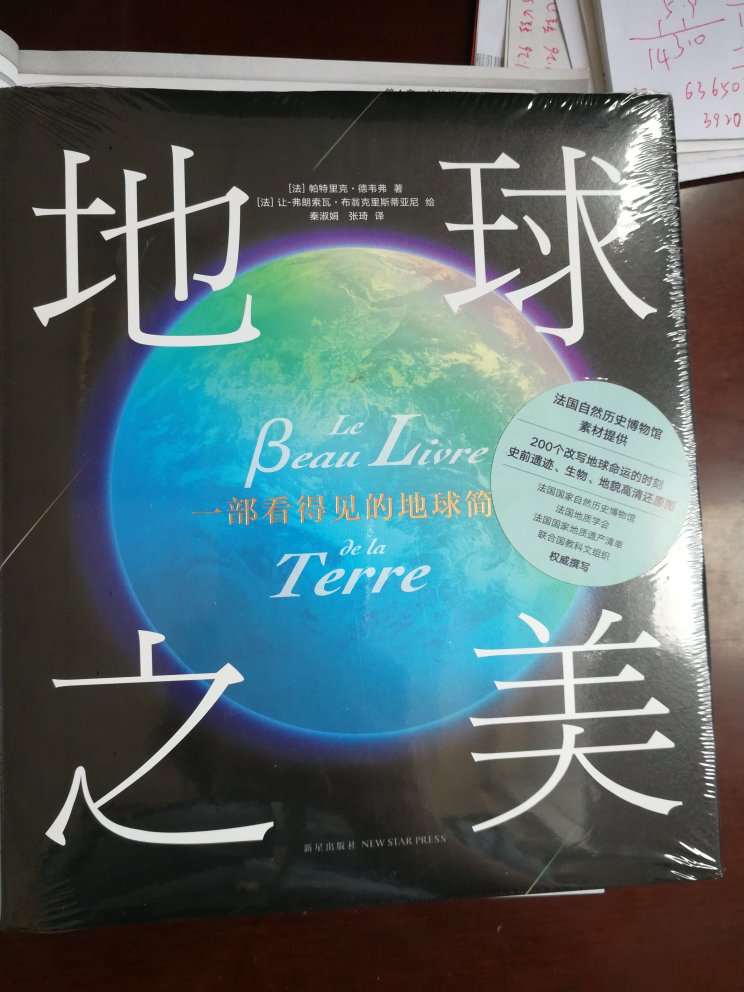 14310
63650
3920
地球
[法] 帕特里克·德韦弗 著
[法] 让-弗朗索瓦·布翁克里斯蒂亚尼 绘
秦淑娟 张琦 译
法国自然历史博物馆
素材提供
200个改写地球命运的时刻
史前遗迹、生物、地貌高清还原图
法国国家自然历史博物馆
法国地质学会
法国国家地质遗产清单
联合国教科文组织
权威撰写
Le
Beau Livre
一部看得见的地球简
de la
Terre
之美
新星出版社 NEW STAR PRESS